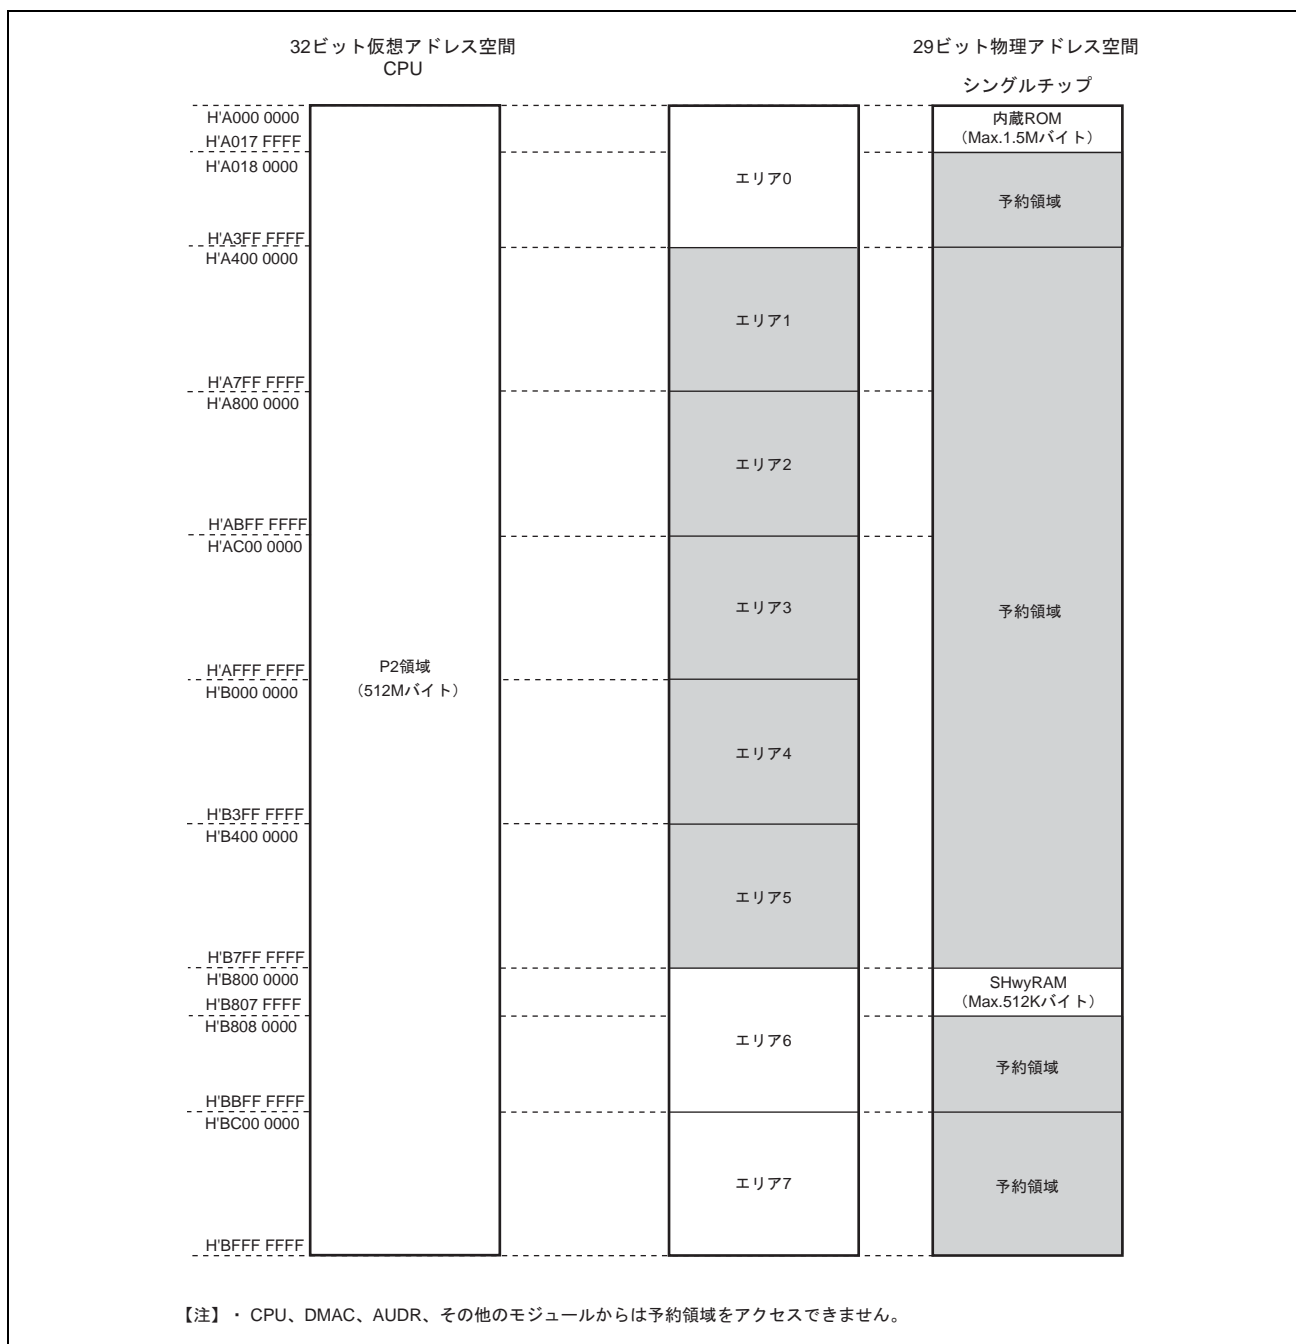 32ビット仮想アドレス空間
CPU
29ビット物理アドレス空間
シングルチップ
H'A000 0000
H'A017 FFFF
H'A018 0000
H'A3FF FFFF
H'A400 0000
H'A7FF FFFF
H'A800 0000
H'ABFF FFFF
H'AC00 0000
H'AFFF FFFF
H'B000 0000
H'B3FF FFFF
H'B400 0000
H'B7FF FFFF
H'B800 0000
H'B807 FFFF
H'B808 0000
H'BBFF FFFF
H'BC00 0000
H'BFFF FFFF
P2領域
（512Mバイト）
エリア0
エリア1
エリア2
エリア3
エリア4
エリア5
エリア6
エリア7
内蔵ROM
（Max.1.5Mバイト）
予約領域
予約領域
SHwyRAM
（Max.512Kバイト）
予約領域
予約領域
【注】・ CPU、DMAC、AUDR、その他のモジュールからは予約領域をアクセスできません。